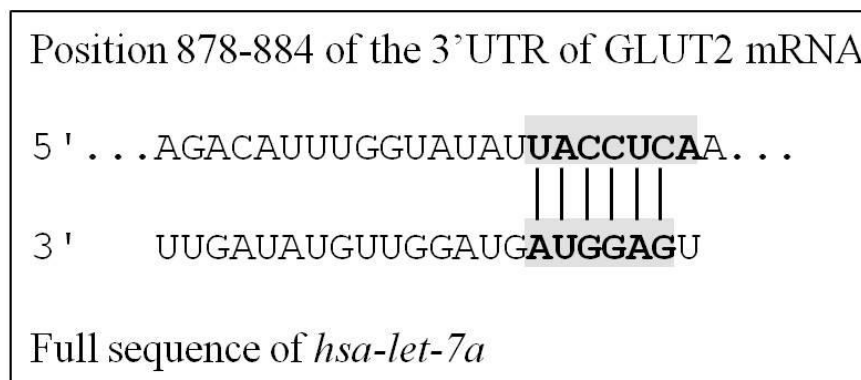 Position 878-884 of the 3’UTR of GLUT2 mRNA
5'...AGACAUUUGGUAUAUUACCUCAA...
3' UUGAUAUGUUGGAUGAUGGAGU
Full sequence of hsa-let-7a